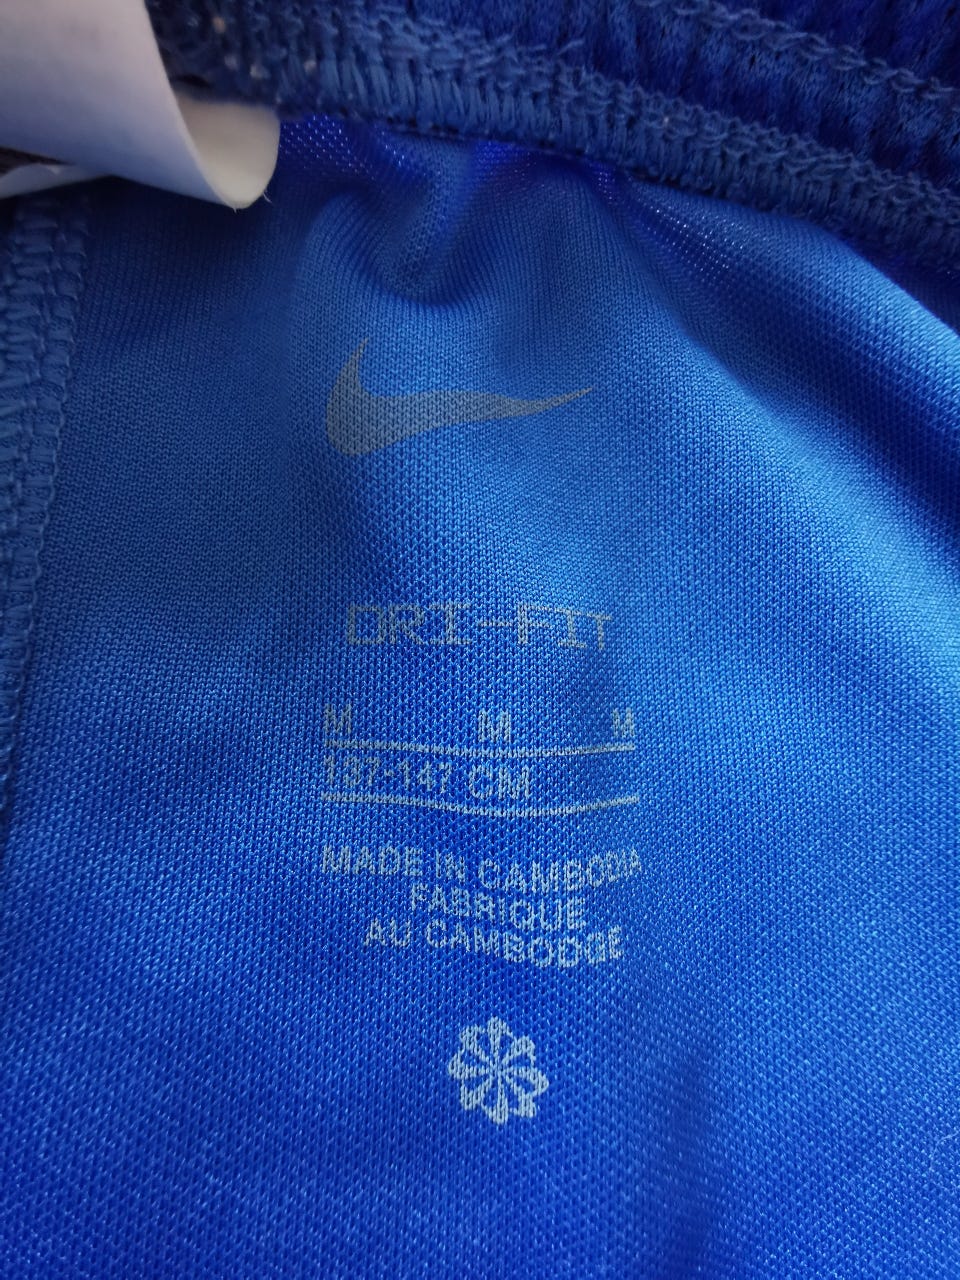 DRI-FIT
M M M
137-147 CM
MADE IN CAMBODIA
FABRIQUE
AU CAMBODGE